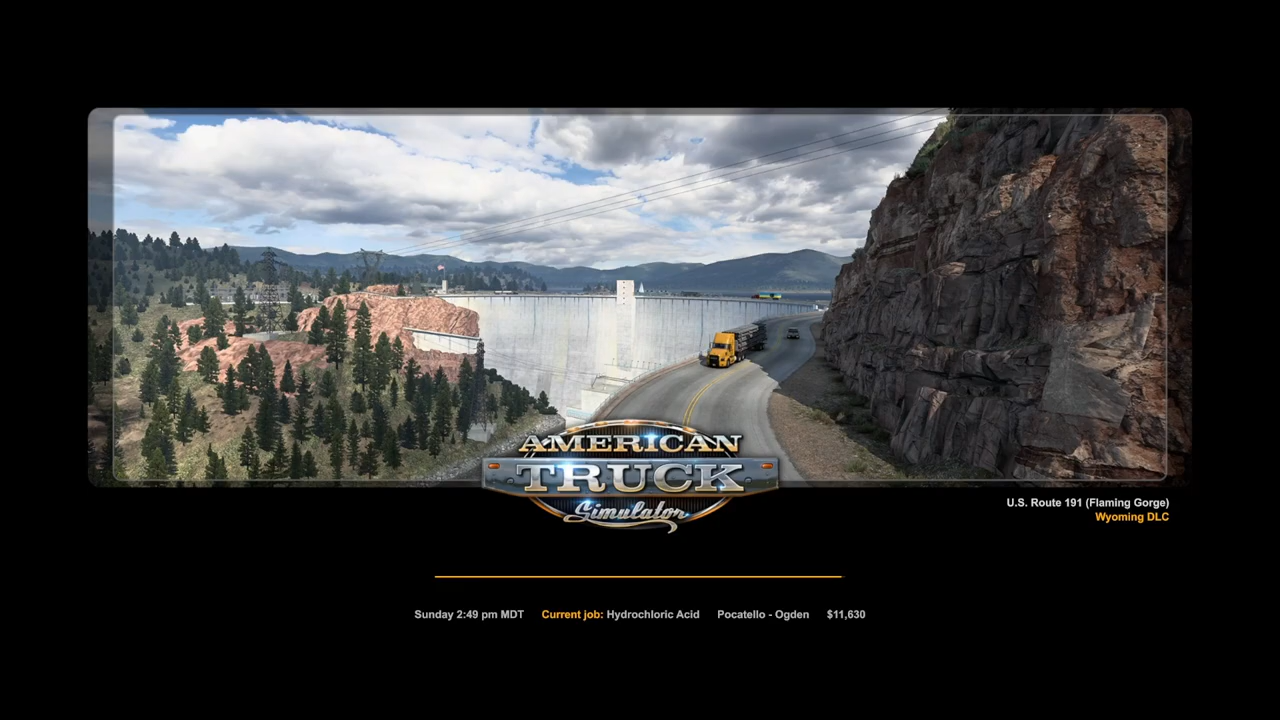 AMERICAN
TRUCK
Simulator
U.S. Route 191 (Flaming Gorge)
Wyoming DLC
Sunday 2:49 pm MDT Current job: Hydrochloric Acid Pocatello - Ogden $11,630